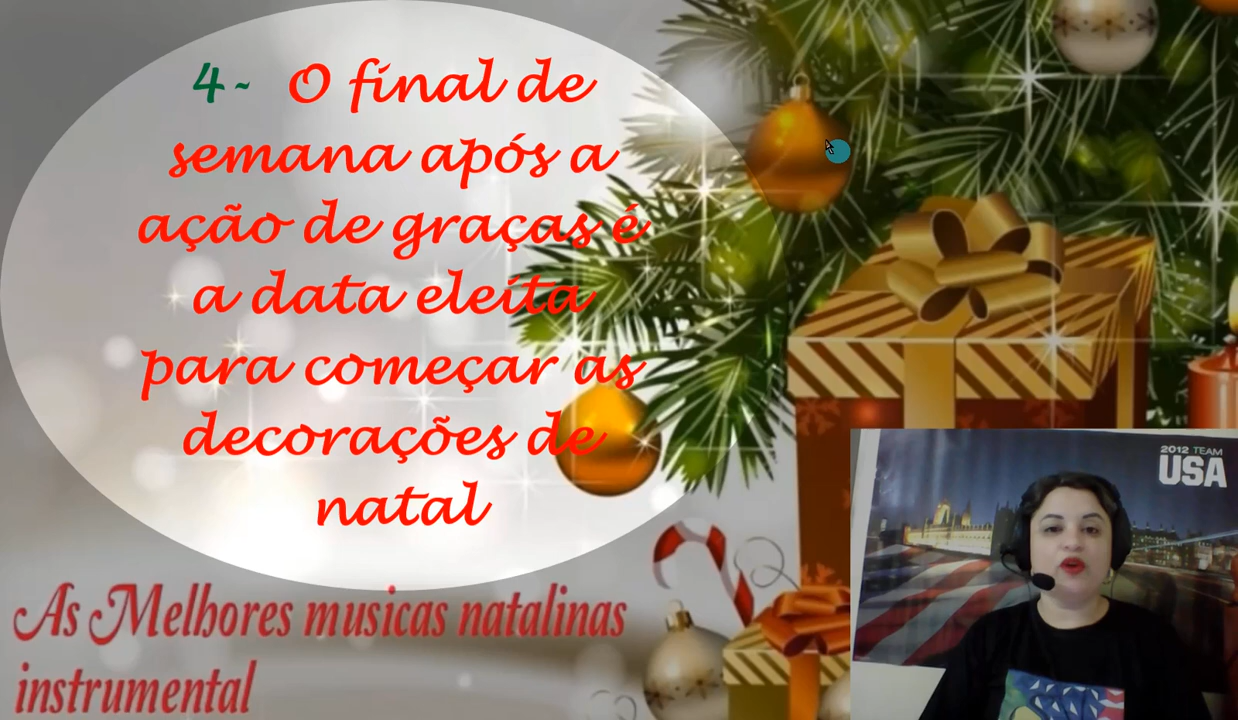 4- O final de
semana após a
ação de graças é
a data eleita
para começar as
decorações de
natal
As Melhores musicas natalinas
instrumental
2012 TEAM
USA